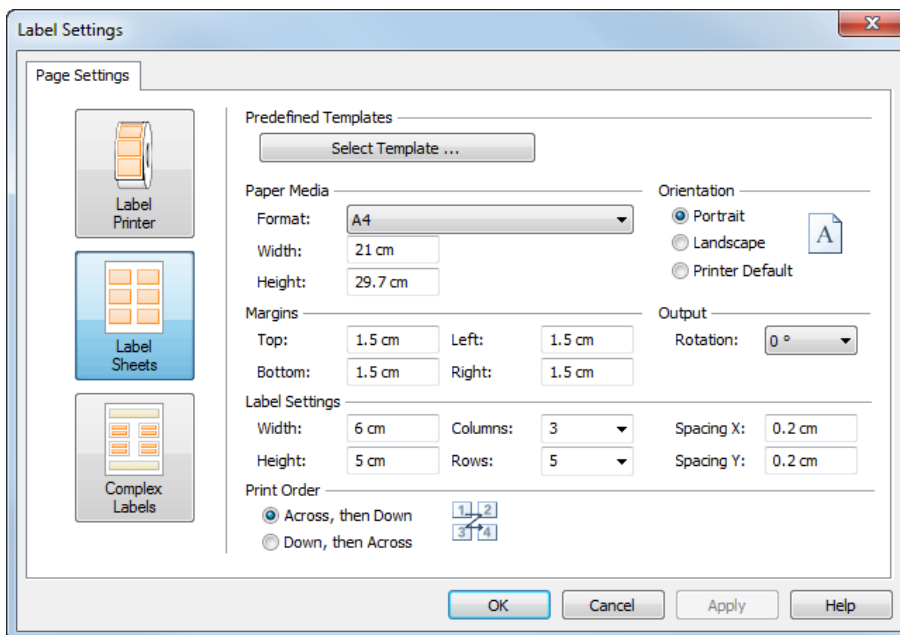 Label Settings
X
Page Settings
Label
Printer
Label
Sheets
Complex
Labels
Predefined Templates
Select Template ...
Paper Media
Format: A4
Width: 21 cm
Height: 29.7 cm
Orientation
Portrait
Landscape
Printer Default
A
Margins
Top: 1.5 cm Left: 1.5 cm
Bottom: 1.5 cm Right: 1.5 cm
Output
Rotation: 0 °
Label Settings
Width: 6 cm Columns: 3 Spacing X: 0.2 cm
Height: 5 cm Rows: 5 Spacing Y: 0.2 cm
Print Order
Across, then Down
Down, then Across
1 2
3 4
OK Cancel Apply Help